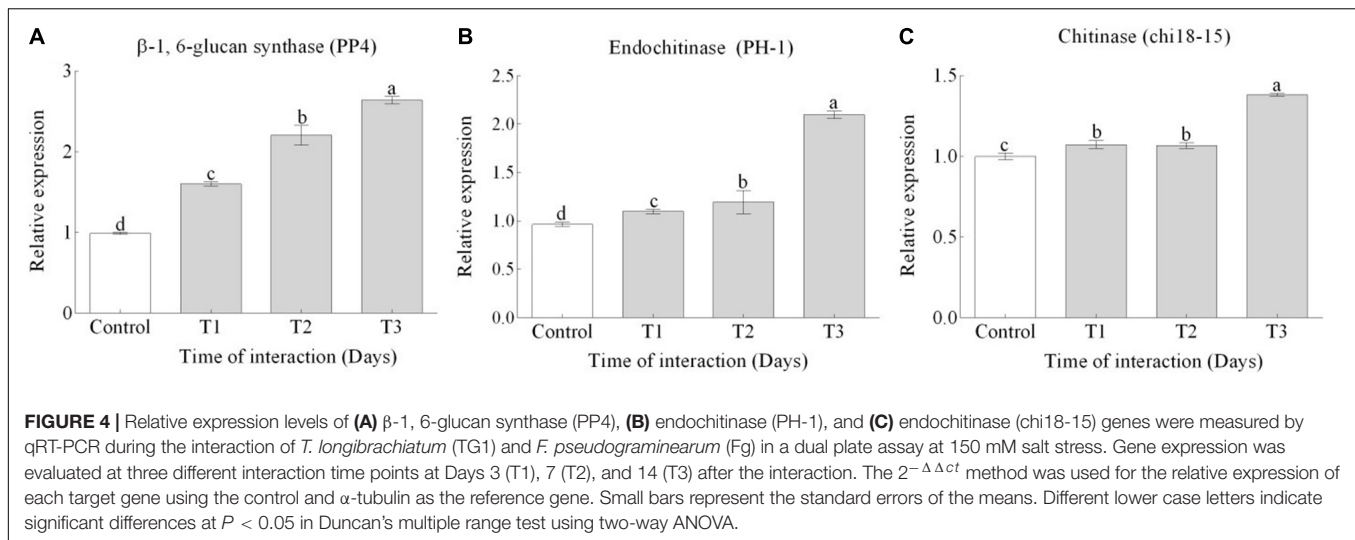 A
β-1, 6-glucan synthase (PP4)
Relative expression
3
2
1
0
d
c
b
a
Control
T1
T2
T3
Time of interaction (Days)
B
Endochitinase (PH-1)
Relative expression
2.5
2.0
1.5
1.0
0.5
0.0
d
c
b
a
Control
T1
T2
T3
Time of interaction (Days)
C
Chitinase (chi18-15)
Relative expression
1.5
1.0
0.5
0.0
c
b
b
a
Control
T1
T2
T3
Time of interaction (Days)
FIGURE 4 | Relative expression levels of (A) β-1, 6-glucan synthase (PP4), (B) endochitinase (PH-1), and (C) endochitinase (chi18-15) genes were measured by
qRT-PCR during the interaction of T. longibrachiatum (TG1) and F. pseudograminearum (Fg) in a dual plate assay at 150 mM salt stress. Gene expression was
evaluated at three different interaction time points at Days 3 (T1), 7 (T2), and 14 (T3) after the interaction. The 2−ΔΔct method was used for the relative expression of
each target gene using the control and α-tubulin as the reference gene. Small bars represent the standard errors of the means. Different lower case letters indicate
significant differences at P < 0.05 in Duncan's multiple range test using two-way ANOVA.